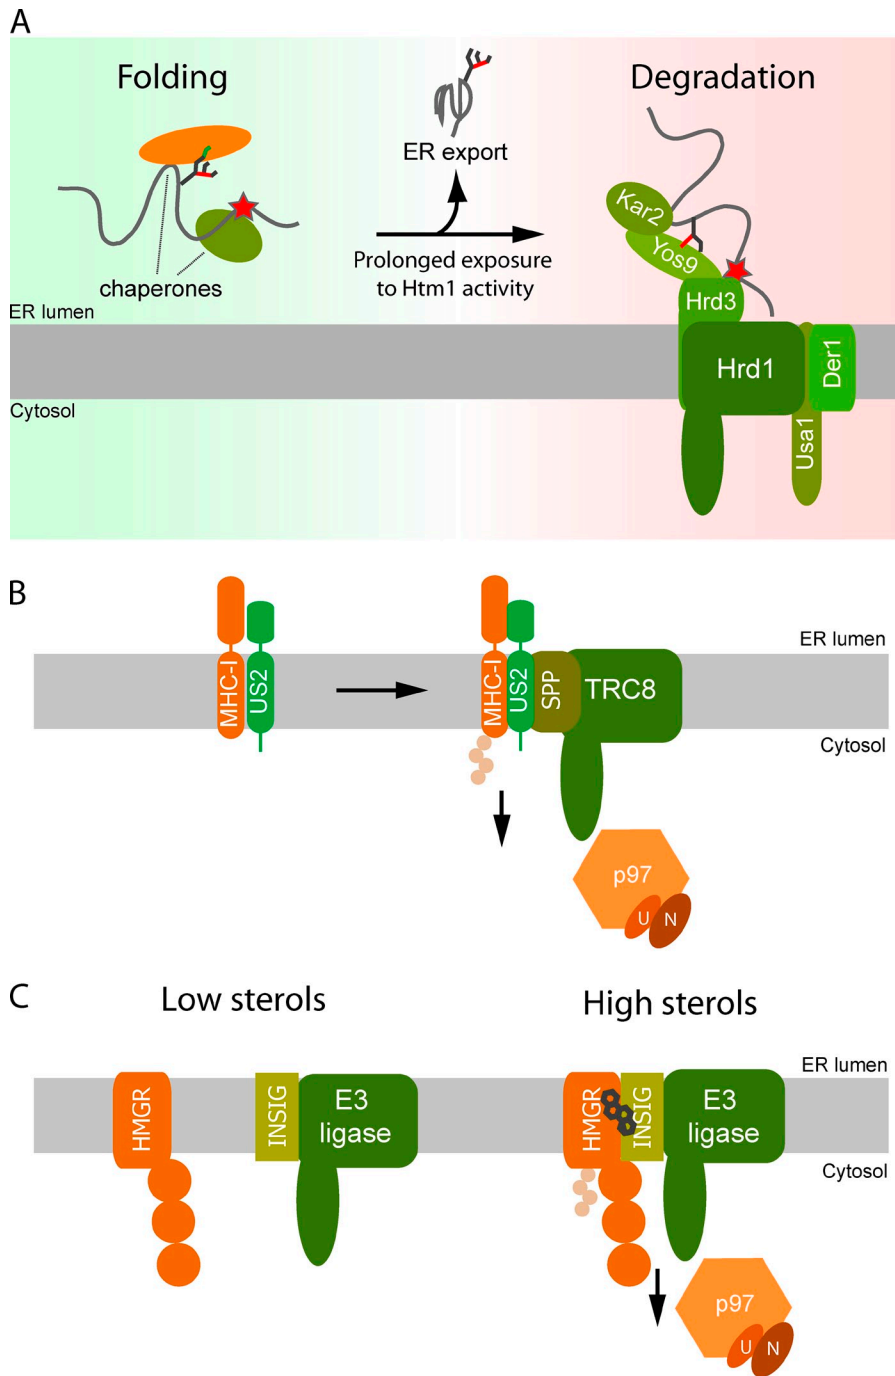 A
Folding
Degradation
ER export
Prolonged exposure
to Htm1 activity
chaperones
Kar2
Yos9
Hrd3
Hrd1
Der1
Usa1
ER lumen
Cytosol
B
MHC-I
US2
MHC-I
US2
SPP
TRC8
ER lumen
Cytosol
p97
U
N
C
Low sterols
High sterols
HMGR
INSIG
E3
ligase
HMGR
INSIG
E3
ligase
ER lumen
Cytosol
p97
U
N